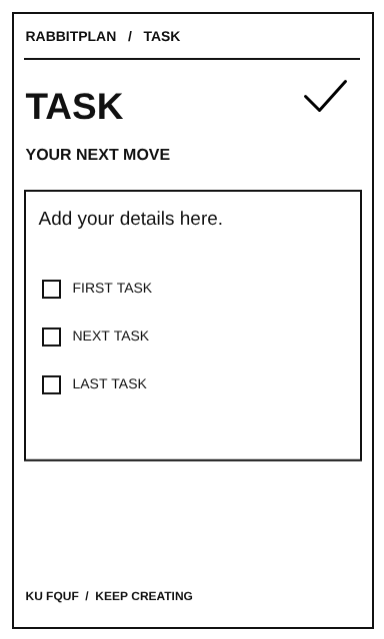 RABBITPLAN / TASK
TASK
YOUR NEXT MOVE
Add your details here.
FIRST TASK
NEXT TASK
LAST TASK
KU FQUF / KEEP CREATING